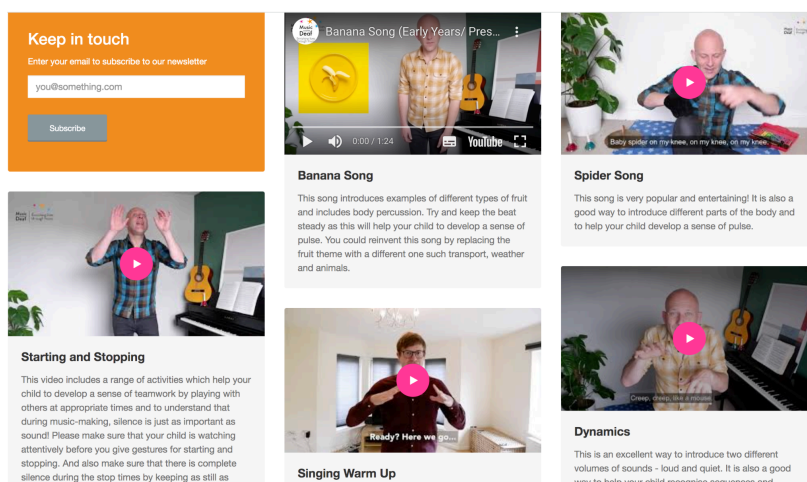 Keep in touch
Enter your email to subscribe to our newsletter
you@something.com
Subscribe
Starting and Stopping
This video includes a range of activities which help your
child to develop a sense of teamwork by playing with
others at appropriate times and to understand that
during music-making, silence is just as important as
sound! Please make sure that your child is watching
attentively before you give gestures for starting and
stopping. And also make sure that there is complete
silence during the stop times by keeping as still as
Music
Deaf
Banana Song (Early Years/ Pres...
0:00 / 1:24
YouTube
Banana Song
This song introduces examples of different types of fruit
and includes body percussion. Try and keep the beat
steady as this will help your child to develop a sense of
pulse. You could reinvent this song by replacing the
fruit theme with a different one such transport, weather
and animals.
Ready? Here we go...
Singing Warm Up
Baby spider on my knee, on my knee, on my knee.
Spider Song
This song is very popular and entertaining! It is also a
good way to introduce different parts of the body and
to help your child develop a sense of pulse.
Creep, creep, like a mouse.
Dynamics
This is an excellent way to introduce two different
volumes of sounds - loud and quiet. It is also a good
way to help your child recognise sequences and